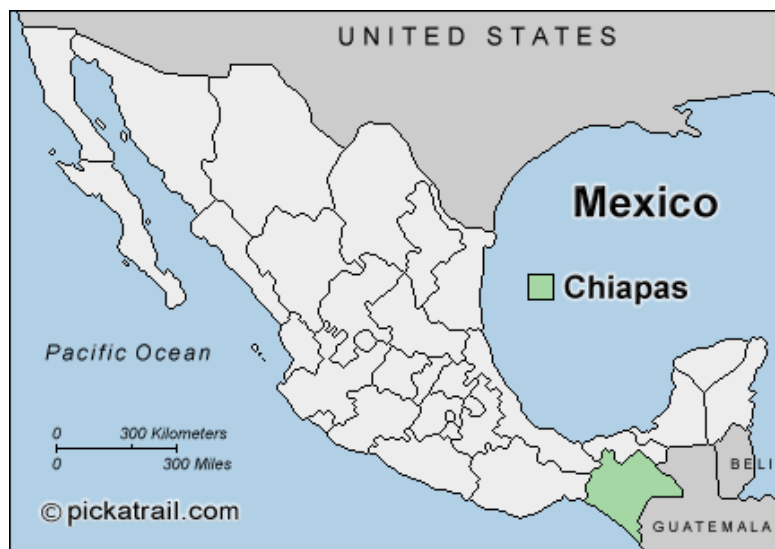 UNITED STATES
Mexico
Chiapas
Pacific Ocean
0 300 Kilometers
0 300 Miles
BELI
© pickatrail.com
GUATEMALA